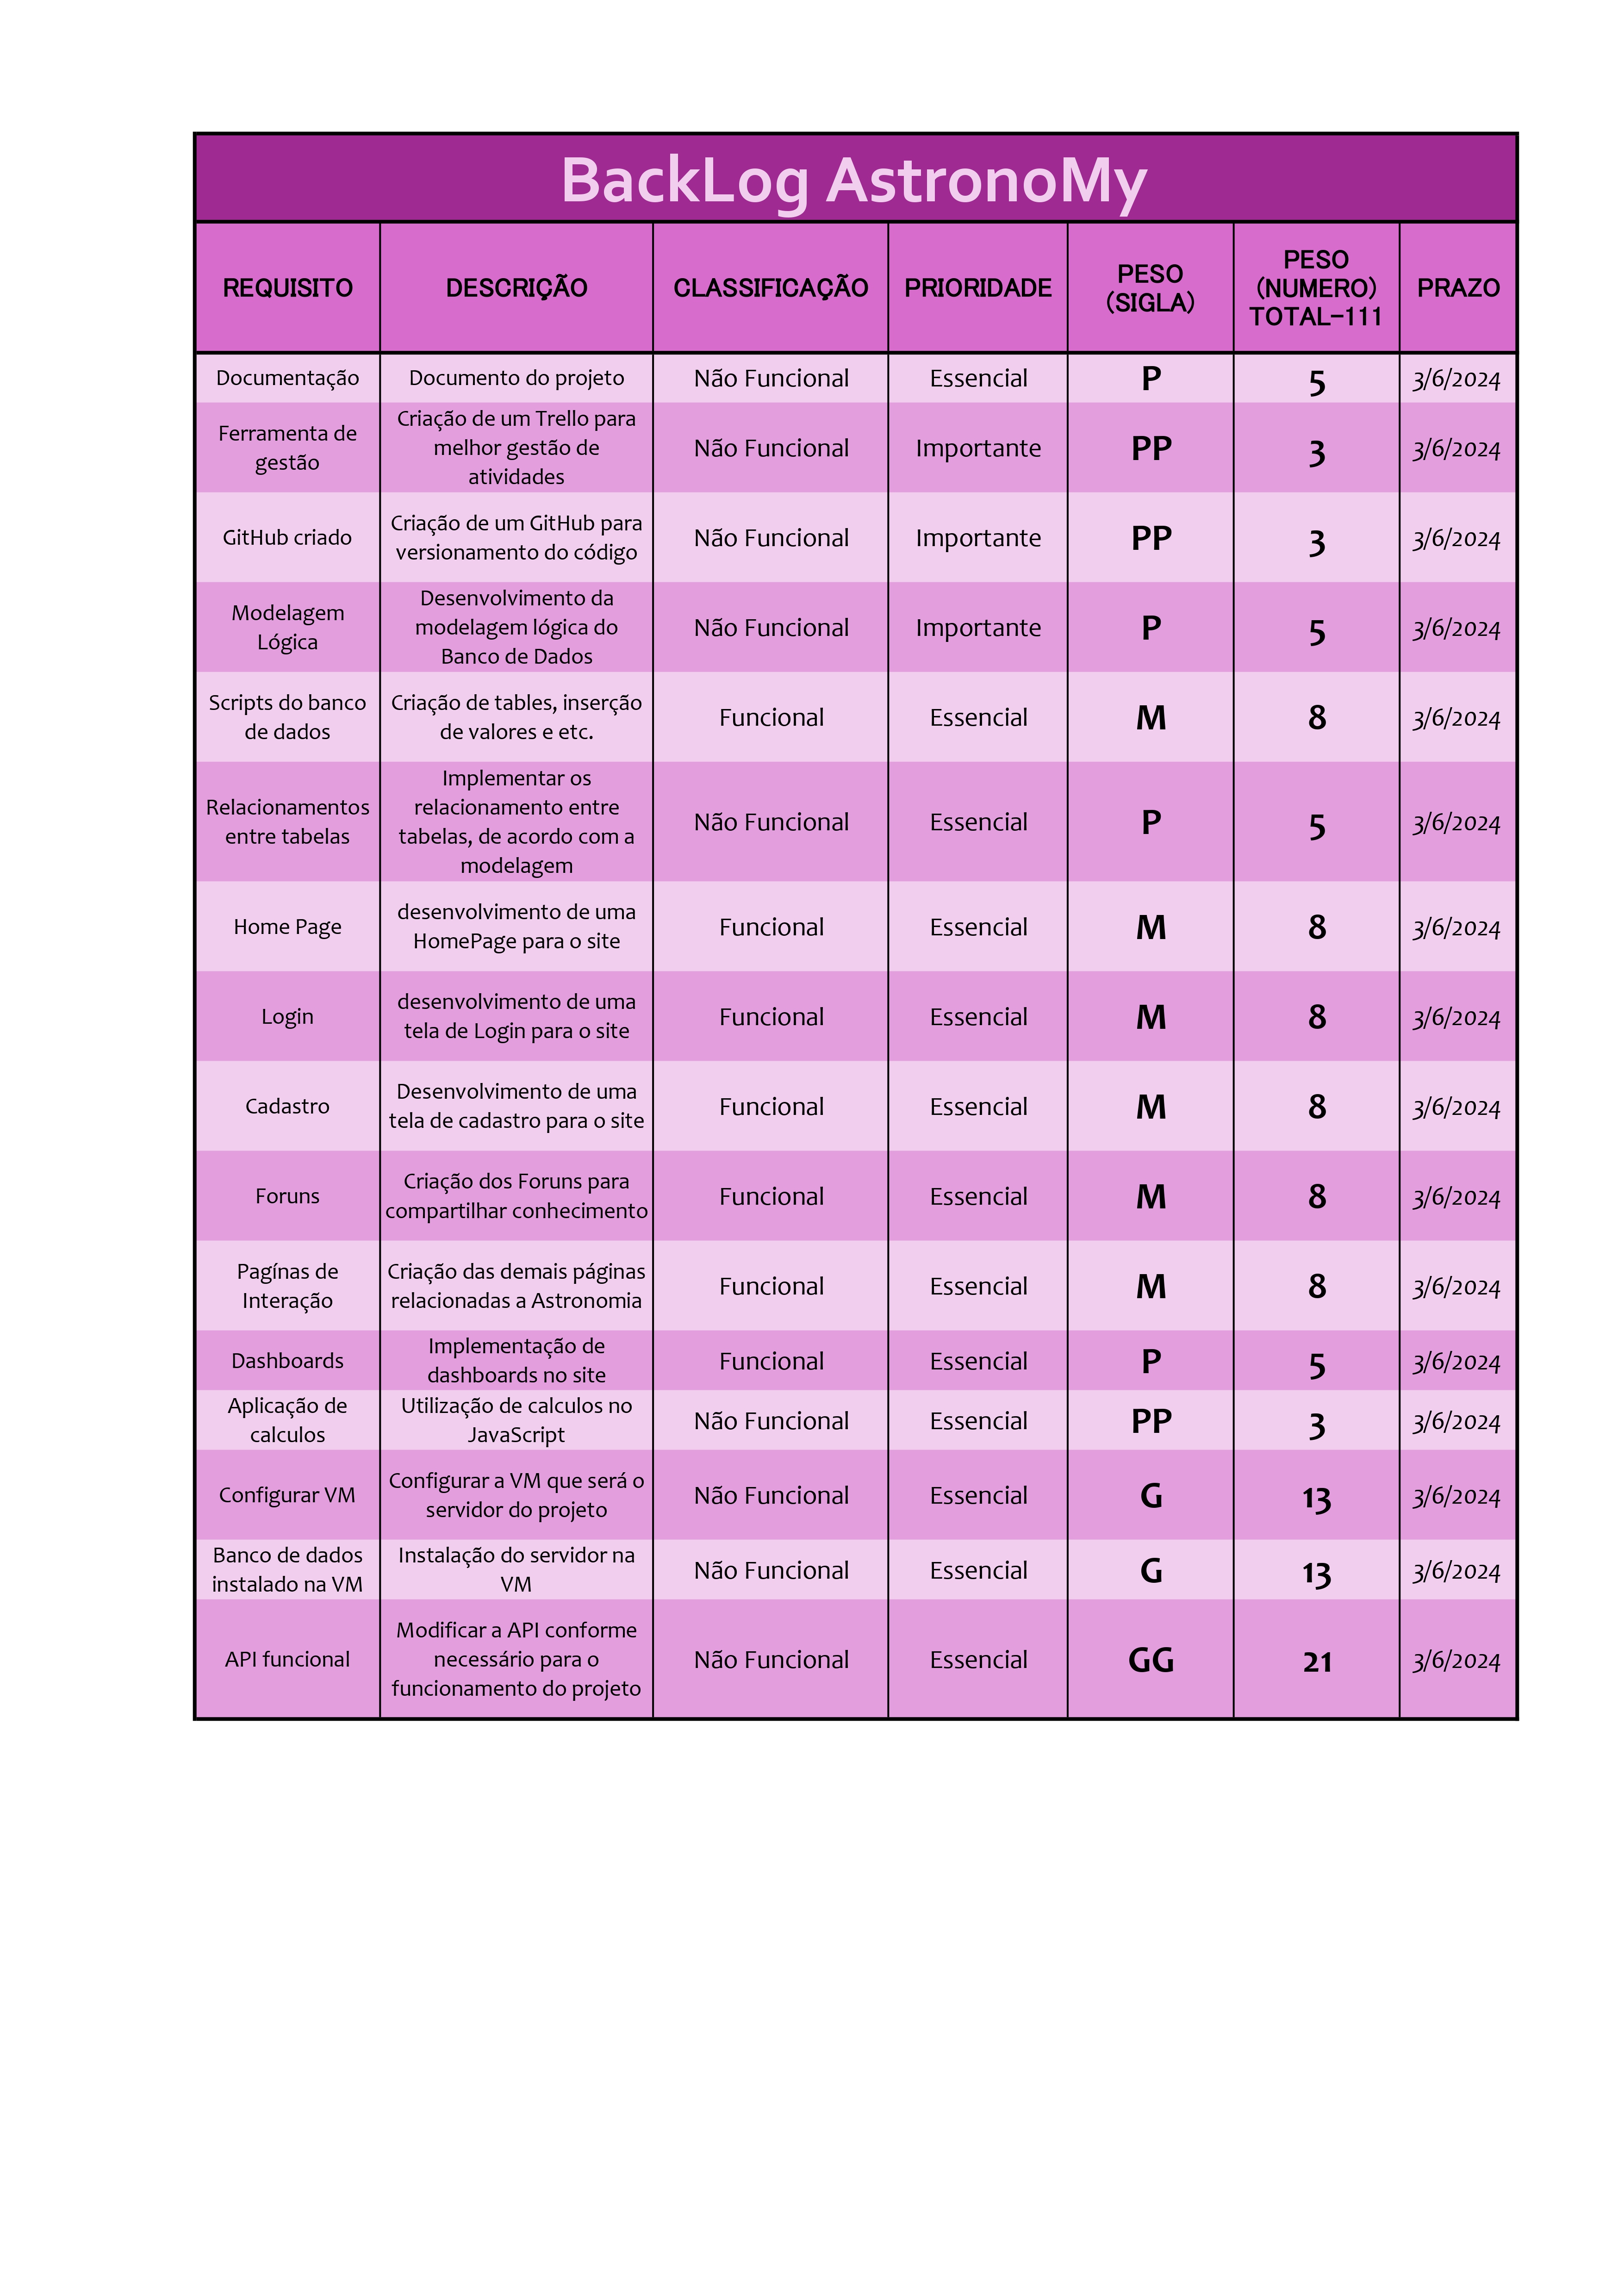 BackLog AstronoMy
REQUISITO
DESCRIÇÃO
CLASSIFICAÇÃO
PRIORIDADE
PESO
(SIGLA)
PESO
(NUMERO)
TOTAL-111
PRAZO
Documentação
Documento do projeto
Não Funcional
Essencial
P
5
3/6/2024
Ferramenta de
gestão
Criação de um Trello para
melhor gestão de
atividades
Não Funcional
Importante
PP
3
3/6/2024
GitHub criado
Criação de um GitHub para
versionamento do código
Não Funcional
Importante
PP
3
3/6/2024
Modelagem
Lógica
Desenvolvimento da
modelagem lógica do
Banco de Dados
Não Funcional
Importante
P
5
3/6/2024
Scripts do banco
de dados
Criação de tables, inserção
de valores e etc.
Funcional
Essencial
M
8
3/6/2024
Relacionamentos
entre tabelas
Implementar os
relacionamento entre
tabelas, de acordo com a
modelagem
Não Funcional
Essencial
P
5
3/6/2024
Home Page
desenvolvimento de uma
HomePage para o site
Funcional
Essencial
M
8
3/6/2024
Login
desenvolvimento de uma
tela de Login para o site
Funcional
Essencial
M
8
3/6/2024
Cadastro
Desenvolvimento de uma
tela de cadastro para o site
Funcional
Essencial
M
8
3/6/2024
Foruns
Criação dos Foruns para
compartilhar conhecimento
Funcional
Essencial
M
8
3/6/2024
Pagínas de
Interação
Criação das demais páginas
relacionadas a Astronomia
Funcional
Essencial
M
8
3/6/2024
Dashboards
Implementação de
dashboards no site
Funcional
Essencial
P
5
3/6/2024
Aplicação de
calculos
Utilização de calculos no
JavaScript
Não Funcional
Essencial
PP
3
3/6/2024
Configurar VM
Configurar a VM que será o
servidor do projeto
Não Funcional
Essencial
G
13
3/6/2024
Banco de dados
instalado na VM
Instalação do servidor na
VM
Não Funcional
Essencial
G
13
3/6/2024
API funcional
Modificar a API conforme
necessário para o
funcionamento do projeto
Não Funcional
Essencial
GG
21
3/6/2024